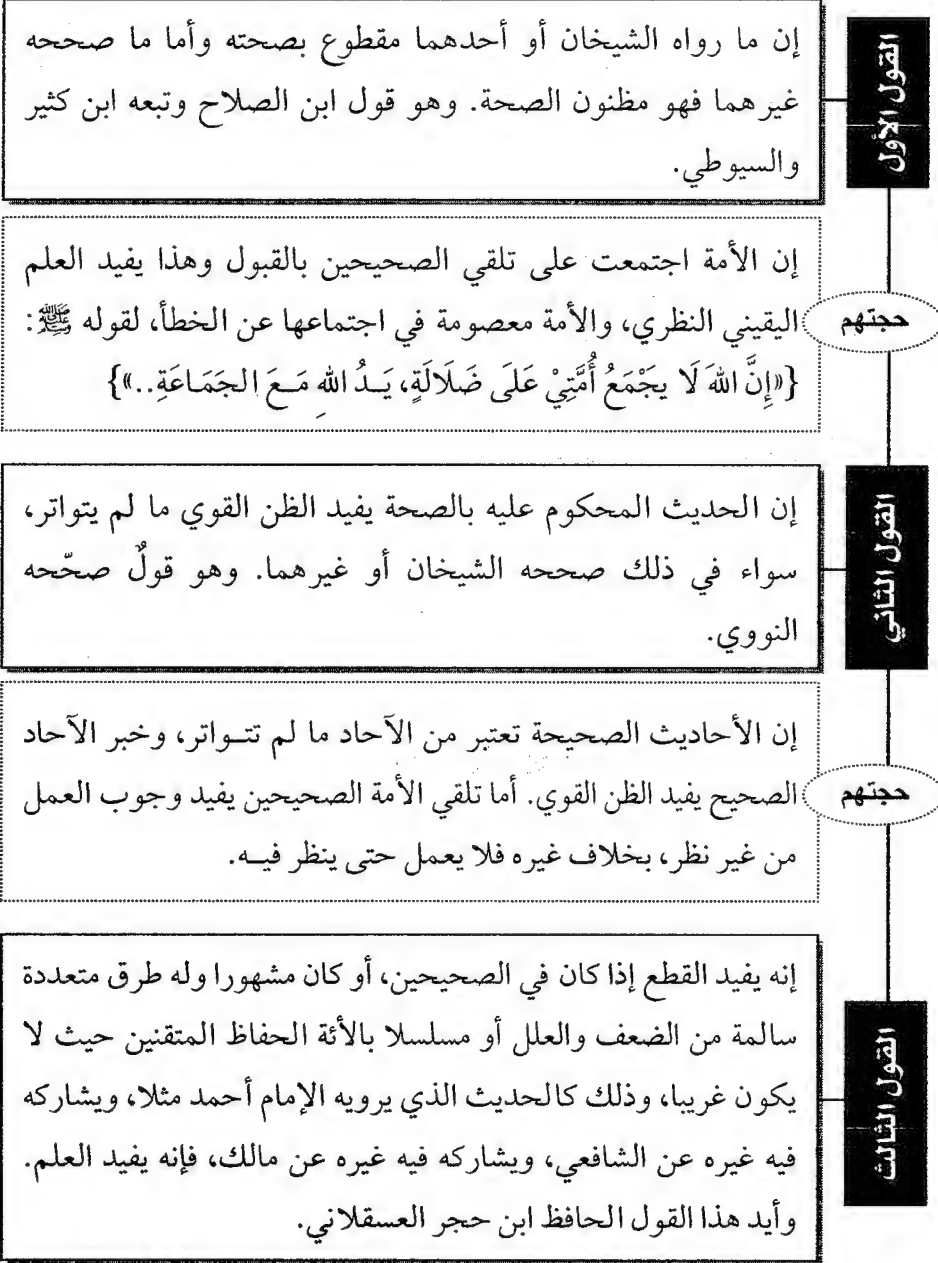 القول الأول
إن ما رواه الشيخان أو أحدهما مقطوع بصحته وأما ما صححه
غيرهما فهو مظنون الصحة. وهو قول ابن الصلاح وتبعه ابن كثير
والسيوطي.
حجتهم
إن الأمة اجتمعت على تلقي الصحيحين بالقبول وهذا يفيد العلم
اليقيني النظري، والأمة معصومة في اجتماعها عن الخطأ، لقوله ﷺ:
{«إِنَّ اللهَ لَا يَجْمَعُ أُمَّتِيْ عَلَى ضَلَالَةٍ، يَـدُ اللهِ مَـعَ الجَمَـاعَةِ..»}
القول الثاني
إن الحديث المحكوم عليه بالصحة يفيد الظن القوي ما لم يتواتر،
سواء في ذلك صححه الشيخان أو غيرهما. وهو قولٌ صحّحه
النووي.
حجتهم
إن الأحاديث الصحيحة تعتبر من الآحاد ما لم تتـواتر، وخبر الآحاد
الصحيح يفيد الظن القوي. أما تلقي الأمة الصحيحين يفيد وجوب العمل
من غير نظر، بخلاف غيره فلا يعمل حتى ينظر فيـه.
القول الثالث
إنه يفيد القطع إذا كان في الصحيحين، أو كان مشهورا وله طرق متعددة
سالمة من الضعف والعلل أو مسلسلا بالأئة الحفاظ المتقنين حيث لا
يكون غريبا، وذلك كالحديث الذي يرويه الإمام أحمد مثلا، ويشاركه
فيه غيره عن الشافعي، ويشاركه فيه غيره عن مالك، فإنه يفيد العلم.
وأيد هذا القول الحافظ ابن حجر العسقلاني.